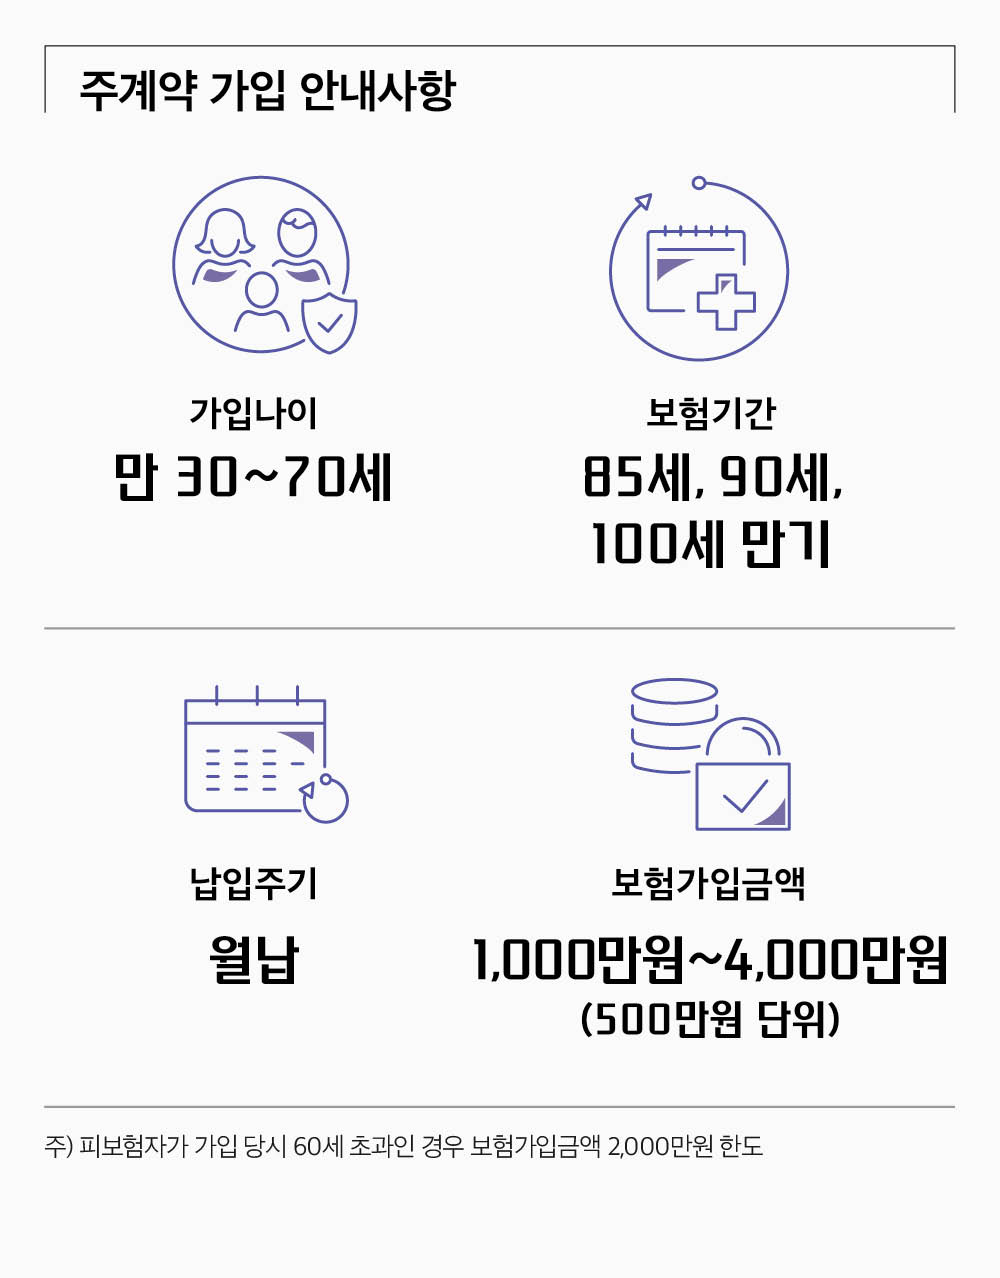 주계약 가입 안내사항
가입나이
만 30~70세
보험기간
85세, 90세,
100세 만기
납입주기
월납
보험가입금액
1,000만원~4,000만원
(500만원 단위)
주) 피보험자가 가입 당시 60세 초과인 경우 보험가입금액 2,000만원 한도